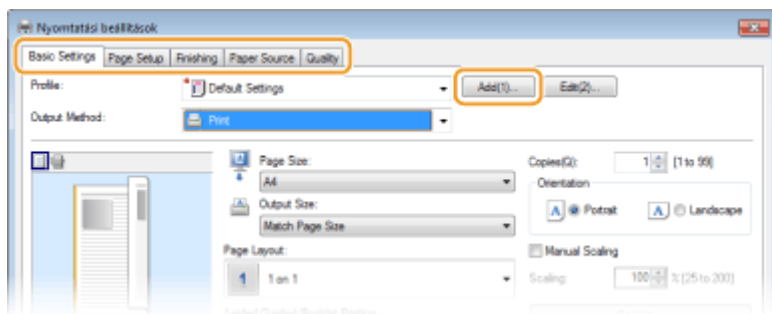 Nyomtatási beállítások
Basic Settings Page Setup Finishing Paper Source Quality
Profile: Default Settings Add(1)... Edit(2)...
Output Method: Print
Page Size: Copies(Q): 1 [1 to 99]
A4 Orientation
Output Size: A Portrait A Landscape
Match Page Size
Page Layout: Manual Scaling
1 1 on 1 Scaling: 100 % [25 to 200]